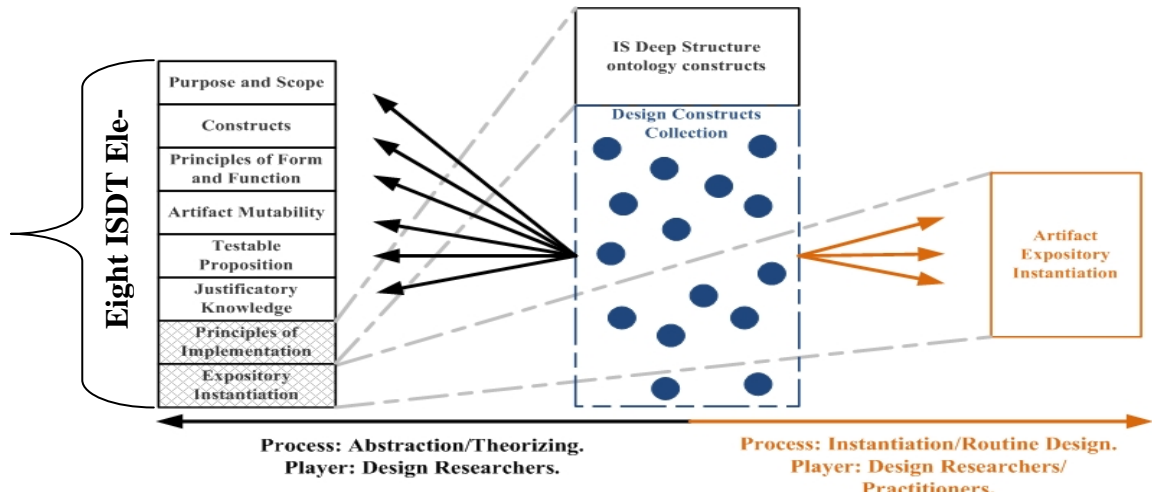 Eight ISDT Ele-
Purpose and Scope
Constructs
Principles of Form
and Function
Artifact Mutability
Testable
Proposition
Justificatory
Knowledge
Principles of
Implementation
Expository
Instantiation
IS Deep Structure
ontology constructs
Design Constructs
Collection
Artifact
Expository
Instantiation
Process: Abstraction/Theorizing.
Player: Design Researchers.
Process: Instantiation/Routine Design.
Player: Design Researchers/
Practitioners.